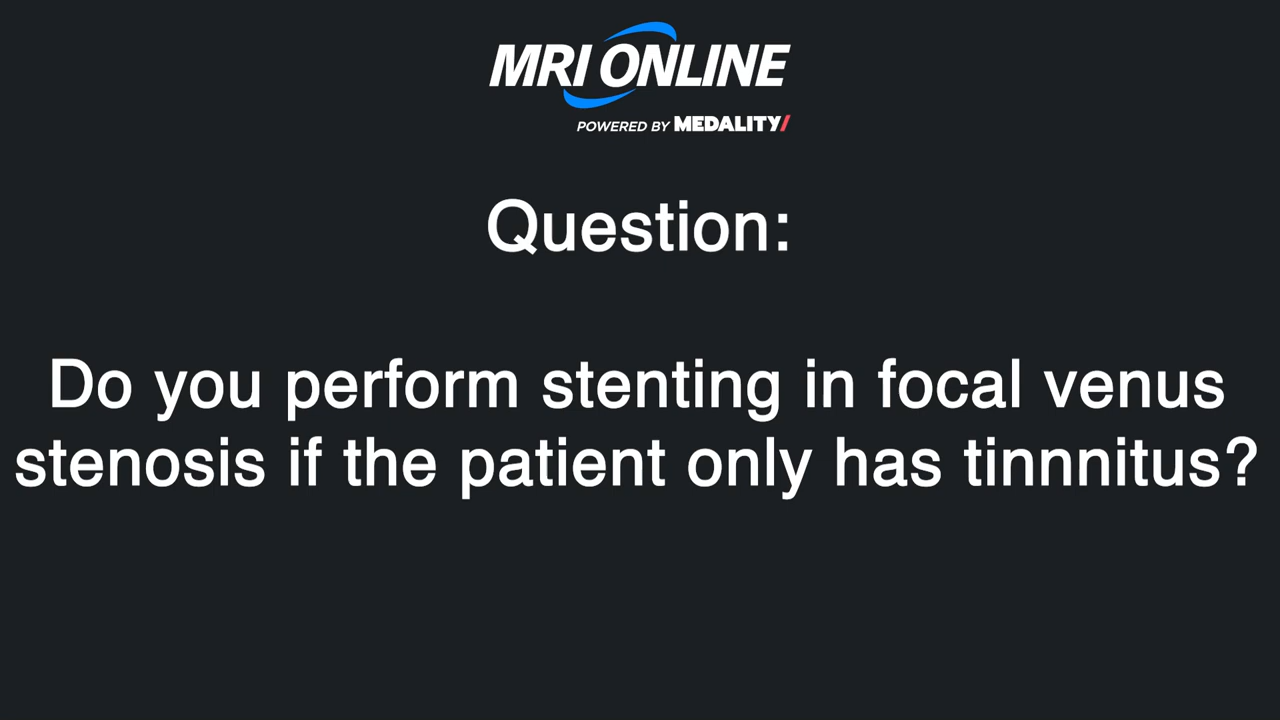 MRI ONLINE
POWERED BY MEDALITY/
Question:
Do you perform stenting in focal venus
stenosis if the patient only has tinnnitus?